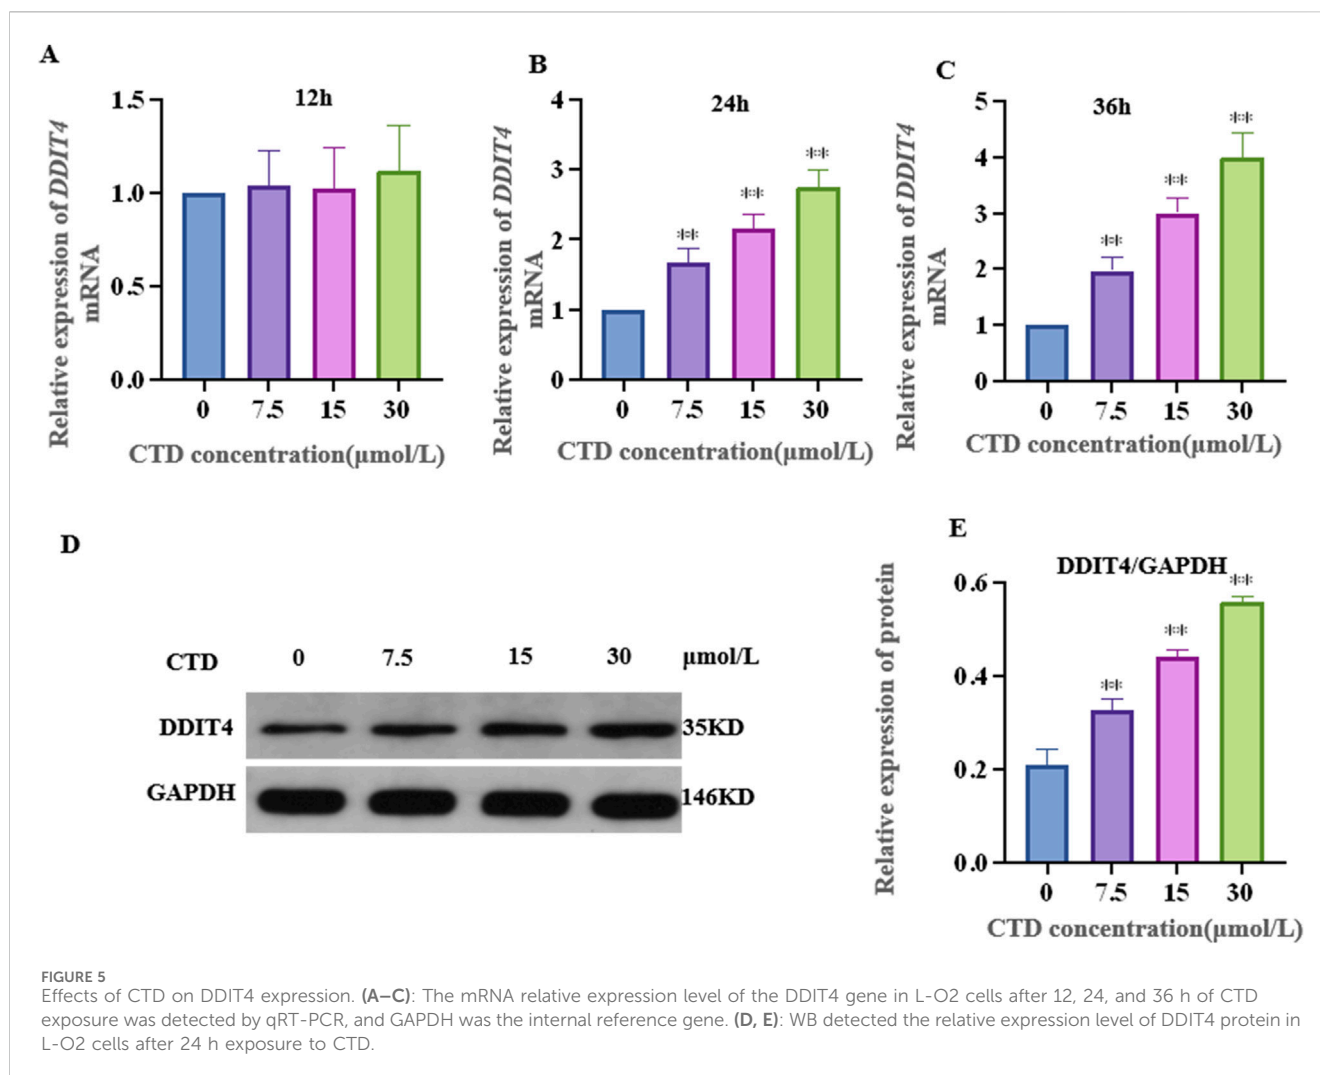 A
12h
Relative expression of DDIT4
mRNA
1.5
1.0
0.5
0.0
0 7.5 15 30
CTD concentration(μmol/L)
B
24h
Relative expression of DDIT4
mRNA
4
3
2
1
0
** ** **
0 7.5 15 30
CTD concentration(μmol/L)
C
36h
Relative expression of DDIT4
mRNA
5
4
3
2
1
0
** ** **
0 7.5 15 30
CTD concentration(μmol/L)
D
CTD 0 7.5 15 30 μmol/L
DDIT4 35KD
GAPDH 146KD
E
DDIT4/GAPDH
Relative expression of protein
0.6
0.4
0.2
0.0
** ** **
0 7.5 15 30
CTD concentration(μmol/L)
FIGURE 5
Effects of CTD on DDIT4 expression. (A–C): The mRNA relative expression level of the DDIT4 gene in L-O2 cells after 12, 24, and 36 h of CTD
exposure was detected by qRT-PCR, and GAPDH was the internal reference gene. (D, E): WB detected the relative expression level of DDIT4 protein in
L-O2 cells after 24 h exposure to CTD.